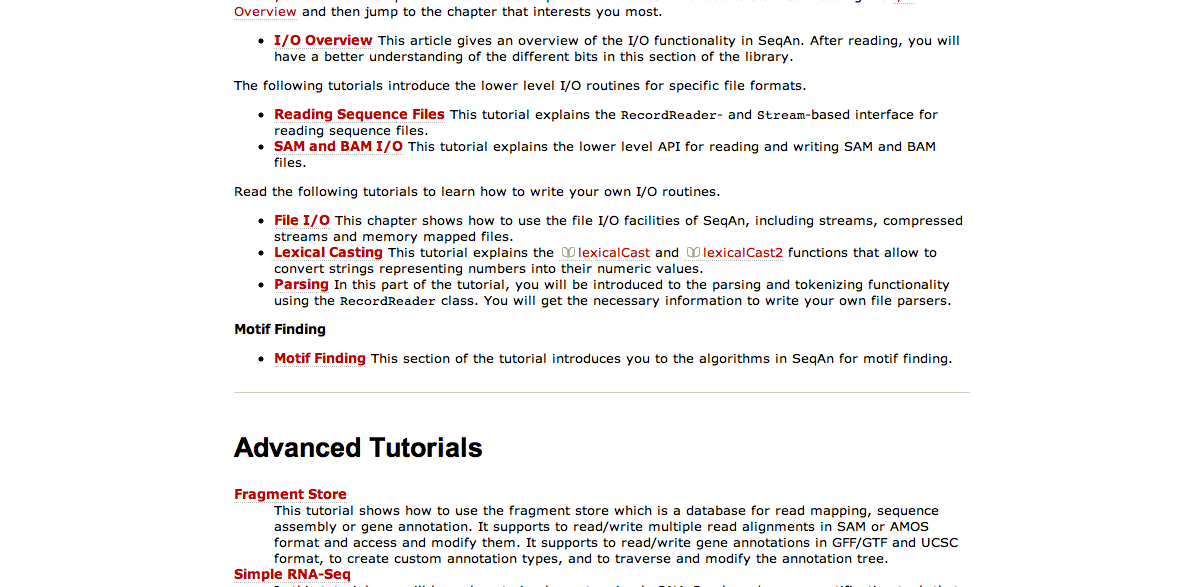 Overview and then jump to the chapter that interests you most.
I/O Overview This article gives an overview of the I/O functionality in SeqAn. After reading, you will
have a better understanding of the different bits in this section of the library.
The following tutorials introduce the lower level I/O routines for specific file formats.
Reading Sequence Files This tutorial explains the RecordReader- and Stream-based interface for
reading sequence files.
SAM and BAM I/O This tutorial explains the lower level API for reading and writing SAM and BAM
files.
Read the following tutorials to learn how to write your own I/O routines.
File I/O This chapter shows how to use the file I/O facilities of SeqAn, including streams, compressed
streams and memory mapped files.
Lexical Casting This tutorial explains the lexicalCast and lexicalCast2 functions that allow to
convert strings representing numbers into their numeric values.
Parsing In this part of the tutorial, you will be introduced to the parsing and tokenizing functionality
using the RecordReader class. You will get the necessary information to write your own file parsers.
Motif Finding
Motif Finding This section of the tutorial introduces you to the algorithms in SeqAn for motif finding.
Advanced Tutorials
Fragment Store
This tutorial shows how to use the fragment store which is a database for read mapping, sequence
assembly or gene annotation. It supports to read/write multiple read alignments in SAM or AMOS
format and access and modify them. It supports to read/write gene annotations in GFF/GTF and UCSC
format, to create custom annotation types, and to traverse and modify the annotation tree.
Simple RNA-Seq